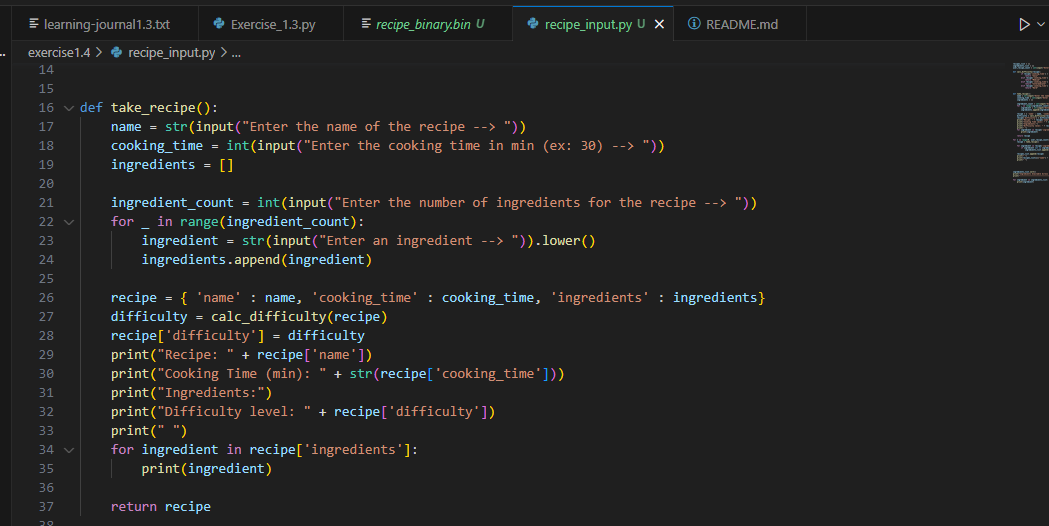 learning-journal1.3.txt Exercise_1.3.py recipe_binary.bin U recipe_input.py U README.md
... exercise1.4 > recipe_input.py > ...
14
15
16 def take_recipe():
17 name = str(input("Enter the name of the recipe --> "))
18 cooking_time = int(input("Enter the cooking time in min (ex: 30) --> "))
19 ingredients = []
20
21 ingredient_count = int(input("Enter the number of ingredients for the recipe --> "))
22 for _ in range(ingredient_count):
23 ingredient = str(input("Enter an ingredient --> ")).lower()
24 ingredients.append(ingredient)
25
26 recipe = { 'name' : name, 'cooking_time' : cooking_time, 'ingredients' : ingredients}
27 difficulty = calc_difficulty(recipe)
28 recipe['difficulty'] = difficulty
29 print("Recipe: " + recipe['name'])
30 print("Cooking Time (min): " + str(recipe['cooking_time']))
31 print("Ingredients:")
32 print("Difficulty level: " + recipe['difficulty'])
33 print(" ")
34 for ingredient in recipe['ingredients']:
35 print(ingredient)
36
37 return recipe
38